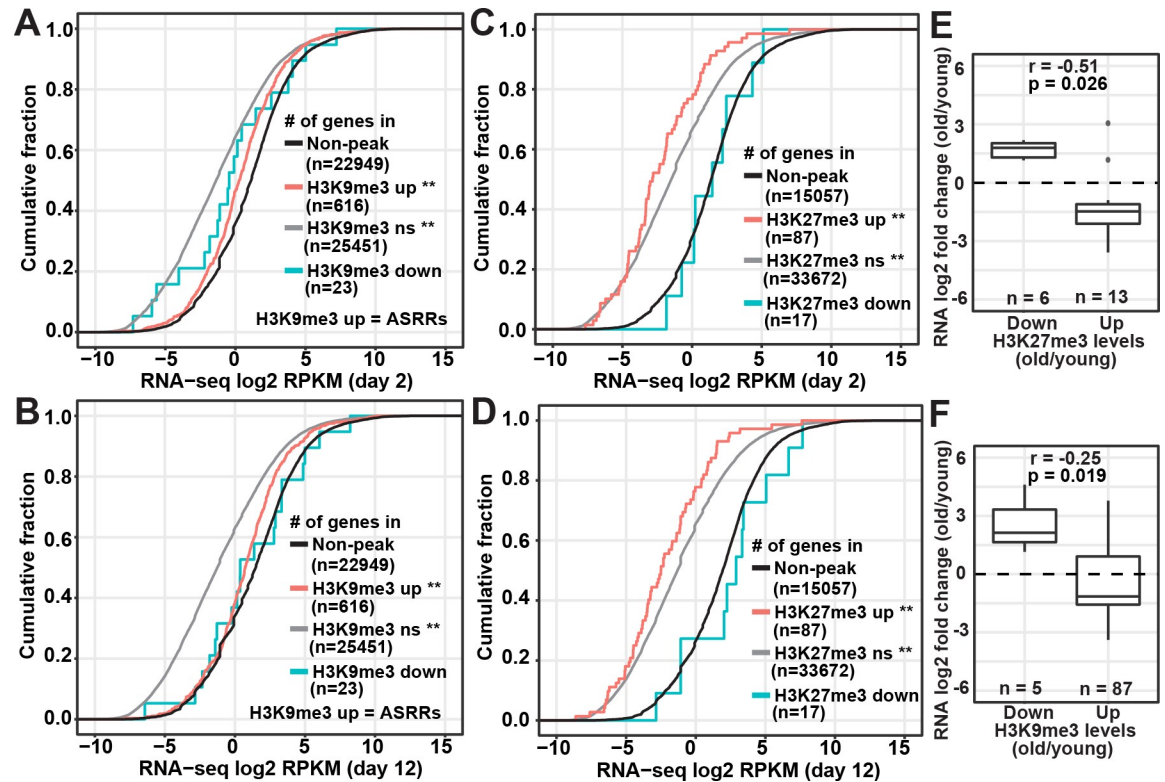 A
Cumulative fraction
1.0
0.8
0.6
0.4
0.2
0.0
# of genes in
Non-peak
(n=22949)
H3K9me3 up **
(n=616)
H3K9me3 ns **
(n=25451)
H3K9me3 down
(n=23)
H3K9me3 up = ASRRs
−10 −5 0 5 10 15
RNA−seq log2 RPKM (day 2)
C
Cumulative fraction
1.0
0.8
0.6
0.4
0.2
0.0
# of genes in
Non-peak
(n=15057)
H3K27me3 up **
(n=87)
H3K27me3 ns **
(n=33672)
H3K27me3 down
(n=17)
−10 −5 0 5 10 15
RNA−seq log2 RPKM (day 2)
E
RNA log2 fold change (old/young)
6
3
0
-3
-6
r = -0.51
p = 0.026
n = 6 n = 13
Down Up
H3K27me3 levels
(old/young)
B
Cumulative fraction
1.0
0.8
0.6
0.4
0.2
0.0
# of genes in
Non-peak
(n=22949)
H3K9me3 up **
(n=616)
H3K9me3 ns **
(n=25451)
H3K9me3 down
(n=23)
H3K9me3 up = ASRRs
−10 −5 0 5 10 15
RNA−seq log2 RPKM (day 12)
D
Cumulative fraction
1.0
0.8
0.6
0.4
0.2
0.0
# of genes in
Non-peak
(n=15057)
H3K27me3 up **
(n=87)
H3K27me3 ns **
(n=33672)
H3K27me3 down
(n=17)
−10 −5 0 5 10 15
RNA−seq log2 RPKM (day 12)
F
RNA log2 fold change (old/young)
6
3
0
-3
-6
r = -0.25
p = 0.019
n = 5 n = 87
Down Up
H3K9me3 levels
(old/young)